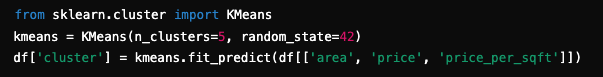 from sklearn.cluster import KMeans
kmeans = KMeans(n_clusters=5, random_state=42)
df['cluster'] = kmeans.fit_predict(df[['area', 'price', 'price_per_sqft']])